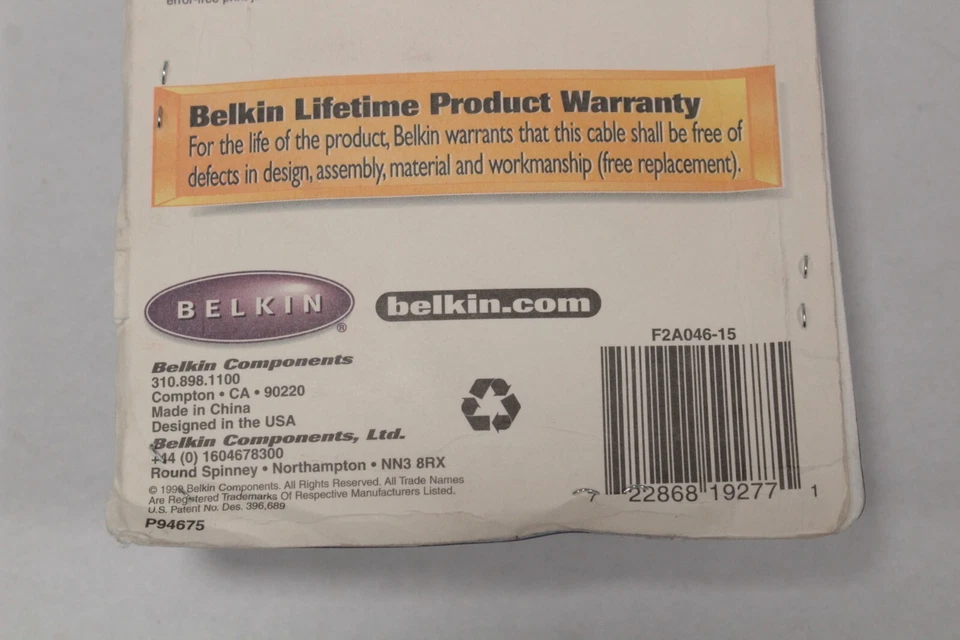 error-free
Belkin Lifetime Product Warranty
For the life of the product, Belkin warrants that this cable shall be free of
defects in design, assembly, material and workmanship (free replacement).
BELKIN®
belkin.com
F2A046-15
Belkin Components
310.898.1100
Compton • CA • 90220
Made in China
Designed in the USA
Belkin Components, Ltd.
+44 (0) 1604678300
Round Spinney • Northampton • NN3 8RX
© Belkin Components. All Rights Reserved. All Trade Names
Are Registered Trademarks Of Respective Manufacturers Listed.
U.S. Patent No. Des. 396,689
P94675
7 22868 19277 1